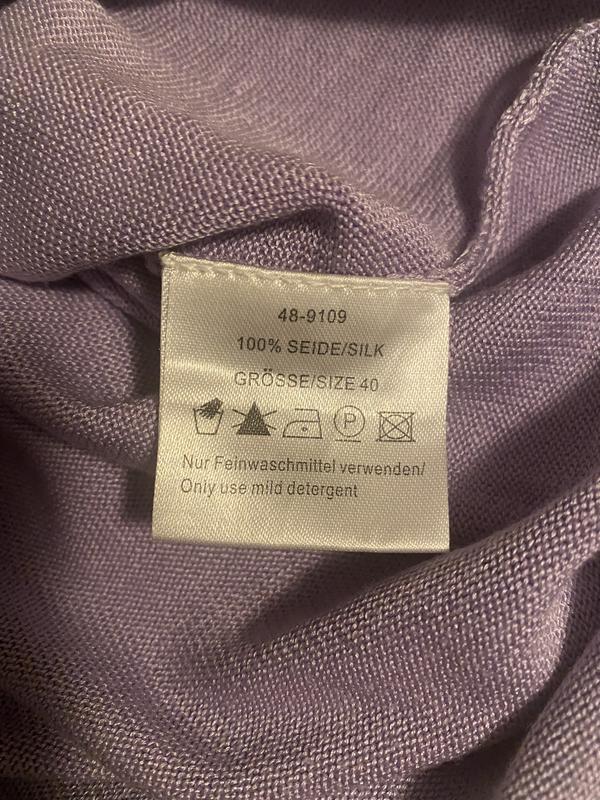 48-9109
100% SEIDE/SILK
GRÖSSE/SIZE 40
P
Nur Feinwaschmittel verwenden/
Only use mild detergent